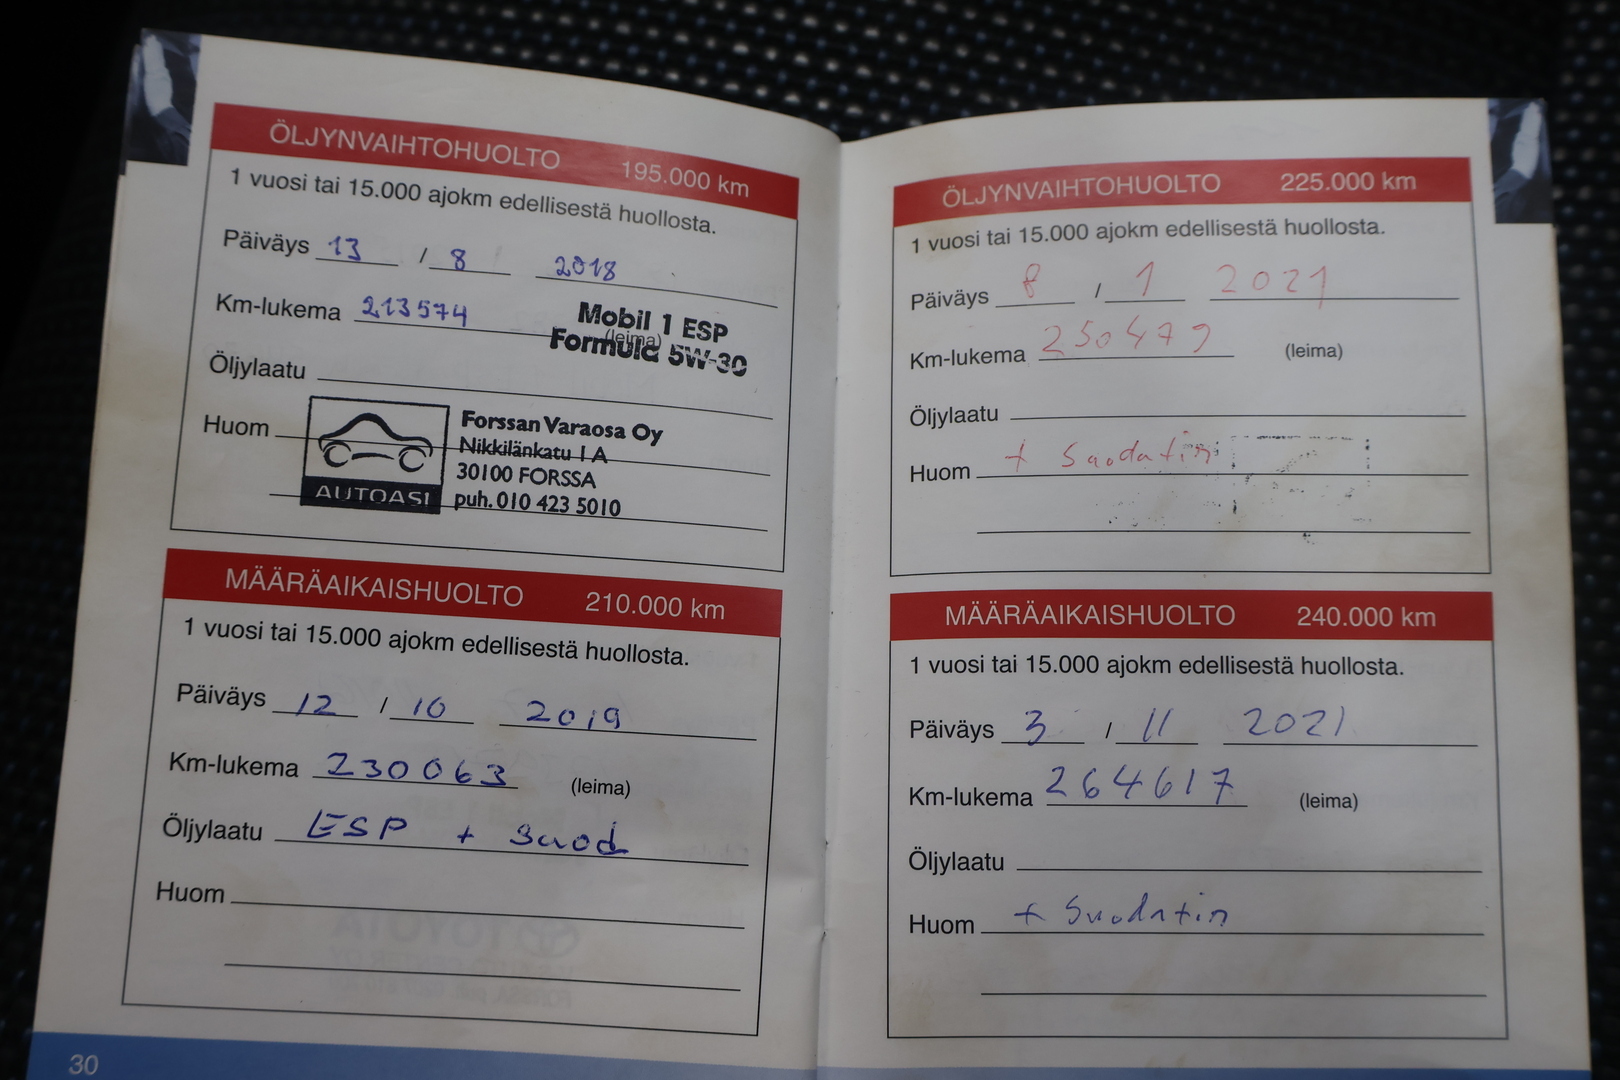 ÖLJYNVAIHTOHUOLTO 195.000 km
1 vuosi tai 15.000 ajokm edellisestä huollosta.
Päiväys 13 / 8 2018
Km-lukema 213574
(leima)
Mobil 1 ESP
Formula 5W-30
Öljylaatu
Huom
AUTOASI
Forssan Varaosa Oy
Nikkilänkatu 1 A
30100 FORSSA
puh. 010 423 5010
MÄÄRÄAIKAISHUOLTO 210.000 km
1 vuosi tai 15.000 ajokm edellisestä huollosta.
Päiväys 12 / 10 2019
Km-lukema 230063 (leima)
Öljylaatu ESP + Suod
Huom
30
ÖLJYNVAIHTOHUOLTO 225.000 km
1 vuosi tai 15.000 ajokm edellisestä huollosta.
Päiväys 8 / 1 2021
Km-lukema 250479 (leima)
Öljylaatu
Huom + Suodatin
MÄÄRÄAIKAISHUOLTO 240.000 km
1 vuosi tai 15.000 ajokm edellisestä huollosta.
Päiväys 3 / 11 2021
Km-lukema 264617 (leima)
Öljylaatu
Huom + Suodatin